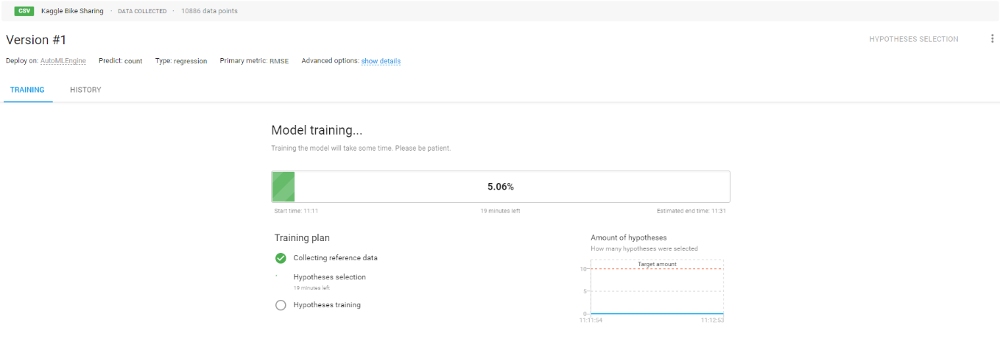 CSV Kaggle Bike Sharing · DATA COLLECTED · 10886 data points
Version #1
HYPOTHESES SELECTION
Deploy on: AutoMLEngine Predict: count Type: regression Primary metric: RMSE Advanced options: show details
TRAINING HISTORY
Model training...
Training the model will take some time. Please be patient.
5.06%
Start time: 11:11 19 minutes left Estimated end time: 11:31
Training plan
Collecting reference data
Hypotheses selection
19 minutes left
Hypotheses training
Amount of hypotheses
How many hypotheses were selected
Target amount
10
5
0
11:11:54 11:12:53